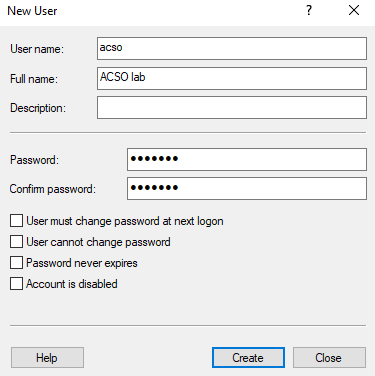 New User
?
User name: acso
Full name: ACSO lab
Description:
Password: •••••••
Confirm password: •••••••
User must change password at next logon
User cannot change password
Password never expires
Account is disabled
Help Create Close